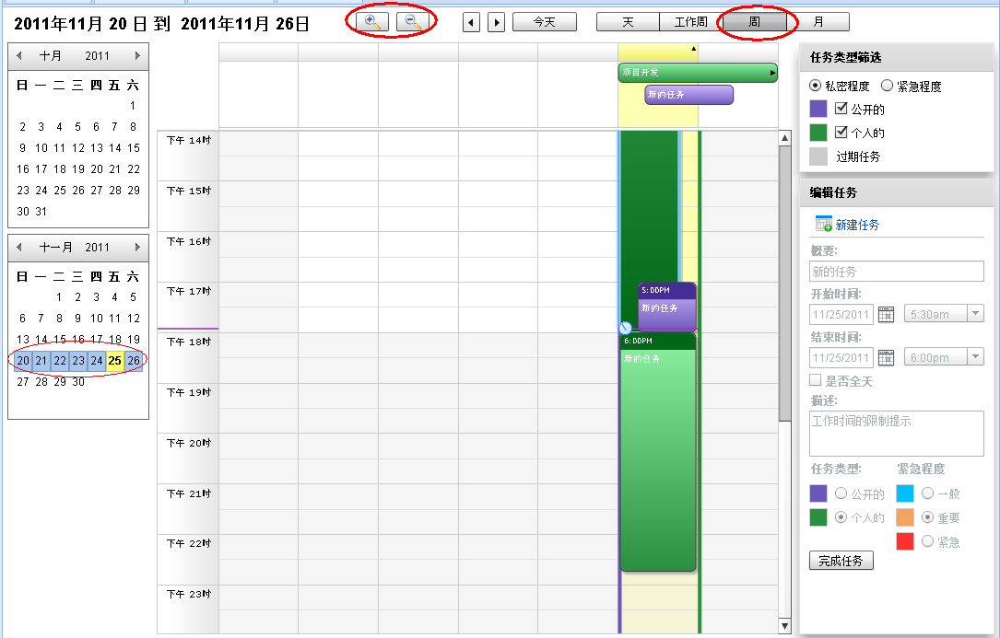 2011年11月 20 日 到 2011年11月 26日
今天
天 工作周 周 月
十月 2011
日 一 二 三 四 五 六
1
2 3 4 5 6 7 8
9 10 11 12 13 14 15
16 17 18 19 20 21 22
23 24 25 26 27 28 29
30 31
十一月 2011
日 一 二 三 四 五 六
1 2 3 4 5
6 7 8 9 10 11 12
13 14 15 16 17 18 19
20 21 22 23 24 25 26
27 28 29 30
项目开发
新的任务
下午 14时
下午 15时
下午 16时
下午 17时
下午 18时
下午 19时
下午 20时
下午 21时
下午 22时
下午 23时
5:00PM
新的任务
6:00PM
新的任务
任务类型筛选
私密程度 紧急程度
公开的
个人的
过期任务
编辑任务
新建任务
概要:
新的任务
开始时间:
11/25/2011 5:30am
结束时间:
11/25/2011 6:00pm
是否全天
描述:
工作时间的限制提示
任务类型: 紧急程度
公开的 一般
个人的 重要
紧急
完成任务